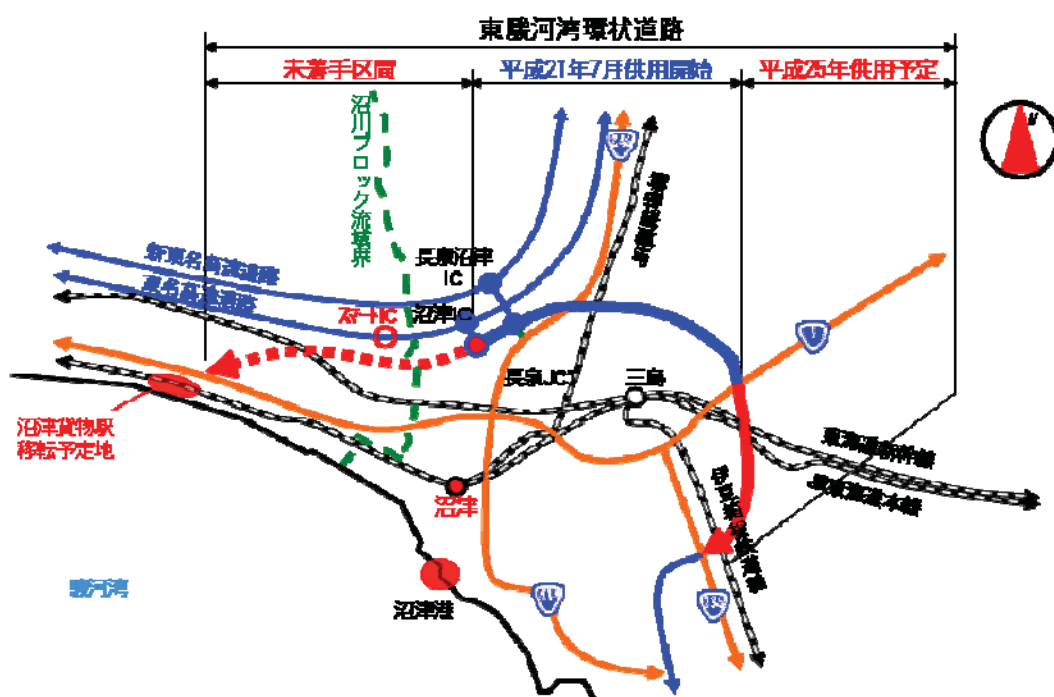 東駿河湾環状道路
未着手区間
平成21年7月供用開始
平成25年供用予定
沼川ブロック流域界
新東名高速道路
東名高速道路
長泉沼津
IC
スマートIC
沼津IC
長泉JCT
三島
1
沼津貨物駅
移転予定地
沼津
東海道新幹線
東海道本線
駿河湾
沼津港